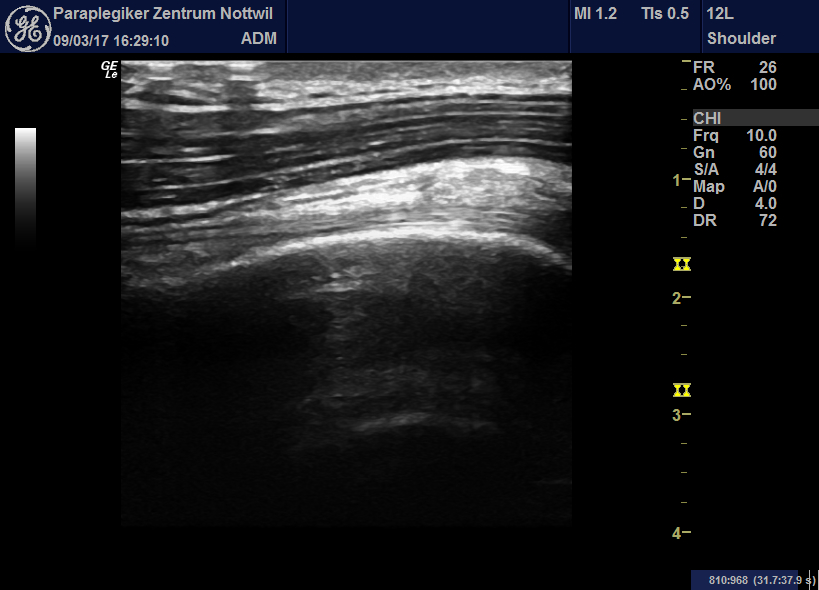 GE
Paraplegiker Zentrum Nottwil
09/03/17 16:29:10 ADM
MI 1.2 TIs 0.5
12L
Shoulder
GE
Le
FR 26
AO% 100
CHI
Frq 10.0
Gn 60
S/A 4/4
Map A/0
D 4.0
DR 72
1
2
3
4
810:968 (31.7:37.9 s)